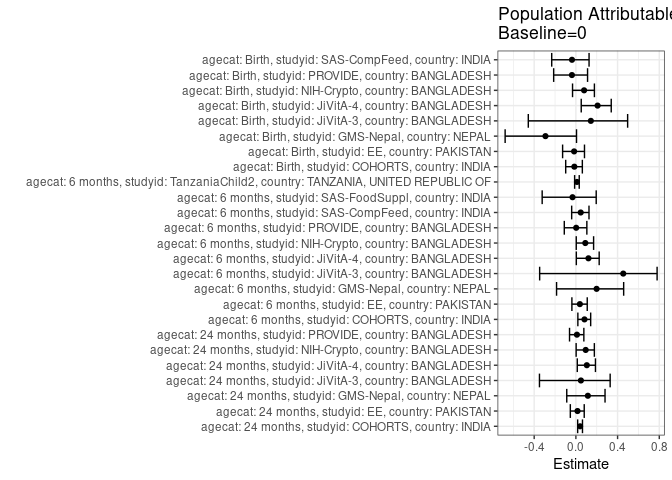 Population Attributable
Baseline=0
agecat: Birth, studyid: SAS-CompFeed, country: INDIA
agecat: Birth, studyid: PROVIDE, country: BANGLADESH
agecat: Birth, studyid: NIH-Crypto, country: BANGLADESH
agecat: Birth, studyid: JiVitA-4, country: BANGLADESH
agecat: Birth, studyid: JiVitA-3, country: BANGLADESH
agecat: Birth, studyid: GMS-Nepal, country: NEPAL
agecat: Birth, studyid: EE, country: PAKISTAN
agecat: Birth, studyid: COHORTS, country: INDIA
agecat: 6 months, studyid: TanzaniaChild2, country: TANZANIA, UNITED REPUBLIC OF
agecat: 6 months, studyid: SAS-FoodSuppl, country: INDIA
agecat: 6 months, studyid: SAS-CompFeed, country: INDIA
agecat: 6 months, studyid: PROVIDE, country: BANGLADESH
agecat: 6 months, studyid: NIH-Crypto, country: BANGLADESH
agecat: 6 months, studyid: JiVitA-4, country: BANGLADESH
agecat: 6 months, studyid: JiVitA-3, country: BANGLADESH
agecat: 6 months, studyid: GMS-Nepal, country: NEPAL
agecat: 6 months, studyid: EE, country: PAKISTAN
agecat: 6 months, studyid: COHORTS, country: INDIA
agecat: 24 months, studyid: PROVIDE, country: BANGLADESH
agecat: 24 months, studyid: NIH-Crypto, country: BANGLADESH
agecat: 24 months, studyid: JiVitA-4, country: BANGLADESH
agecat: 24 months, studyid: JiVitA-3, country: BANGLADESH
agecat: 24 months, studyid: GMS-Nepal, country: NEPAL
agecat: 24 months, studyid: EE, country: PAKISTAN
agecat: 24 months, studyid: COHORTS, country: INDIA
-0.4 0.0 0.4 0.8
Estimate